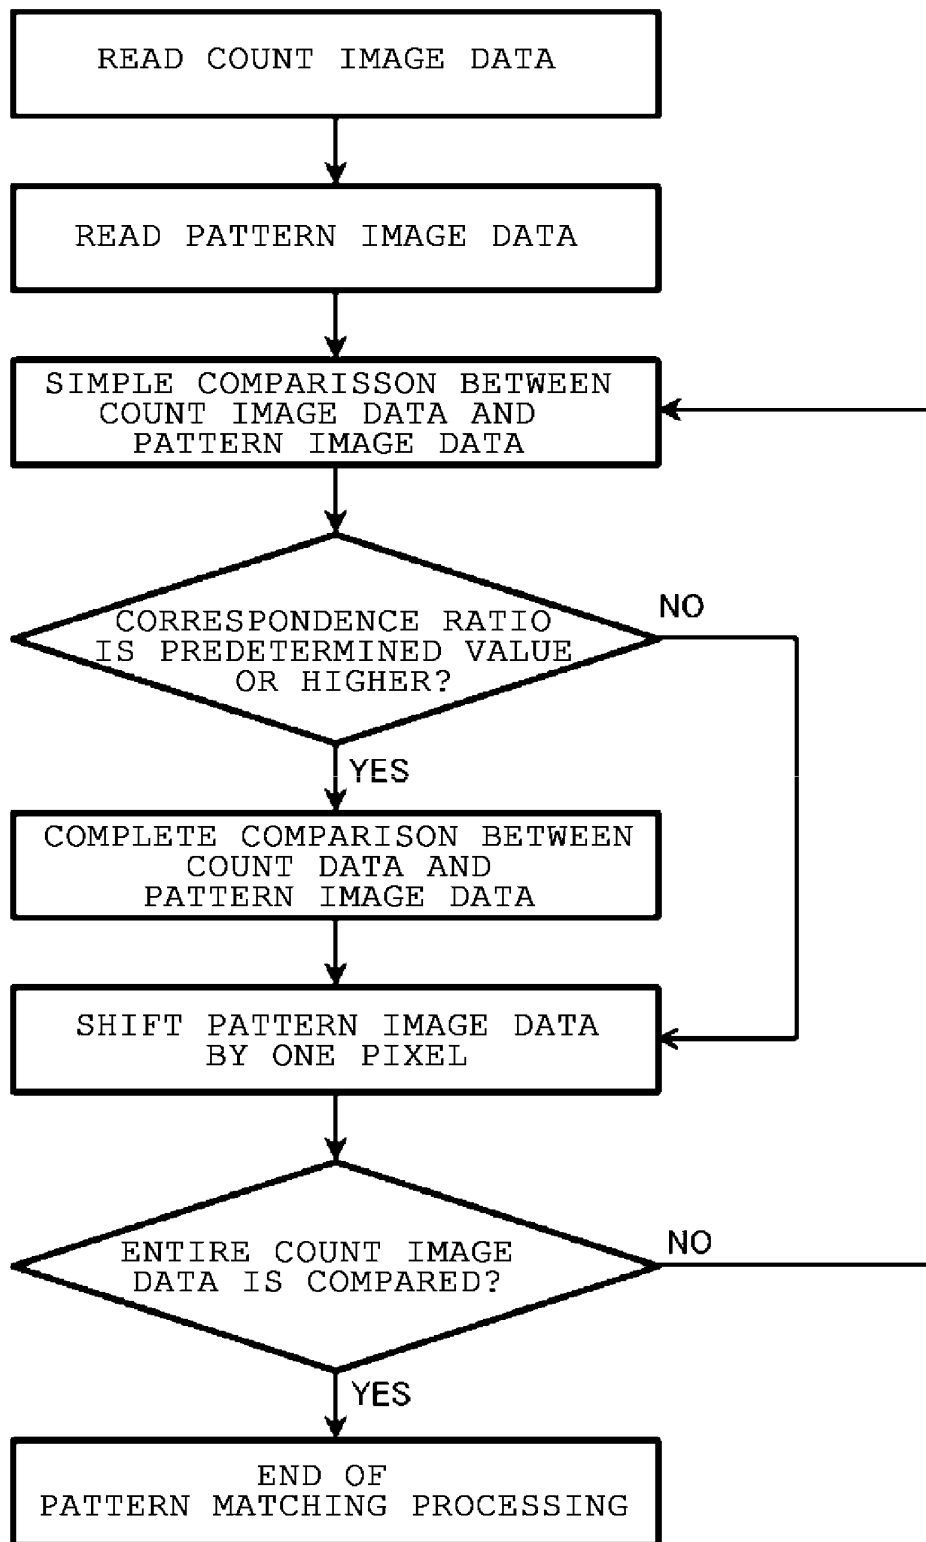 READ COUNT IMAGE DATA
READ PATTERN IMAGE DATA
SIMPLE COMPARISSON BETWEEN
COUNT IMAGE DATA AND
PATTERN IMAGE DATA
CORRESPONDENCE RATIO
IS PREDETERMINED VALUE
OR HIGHER?
NO
YES
COMPLETE COMPARISON BETWEEN
COUNT DATA AND
PATTERN IMAGE DATA
SHIFT PATTERN IMAGE DATA
BY ONE PIXEL
ENTIRE COUNT IMAGE
DATA IS COMPARED?
NO
YES
END OF
PATTERN MATCHING PROCESSING